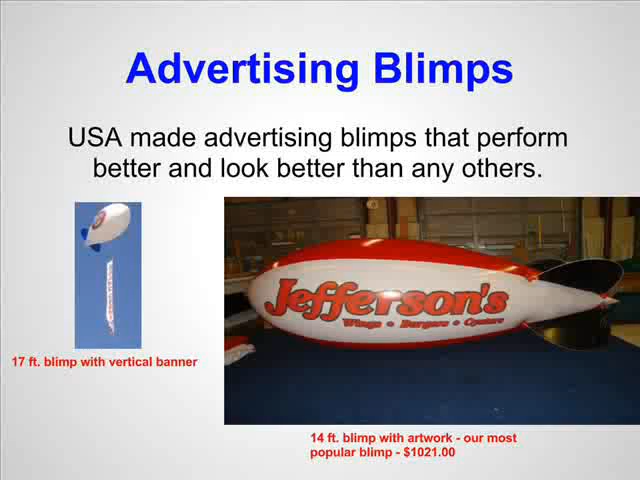 Advertising Blimps
USA made advertising blimps that perform
better and look better than any others.
Jefferson's
Wings • Burgers • Oysters
17 ft. blimp with vertical banner
14 ft. blimp with artwork - our most
popular blimp - $1021.00